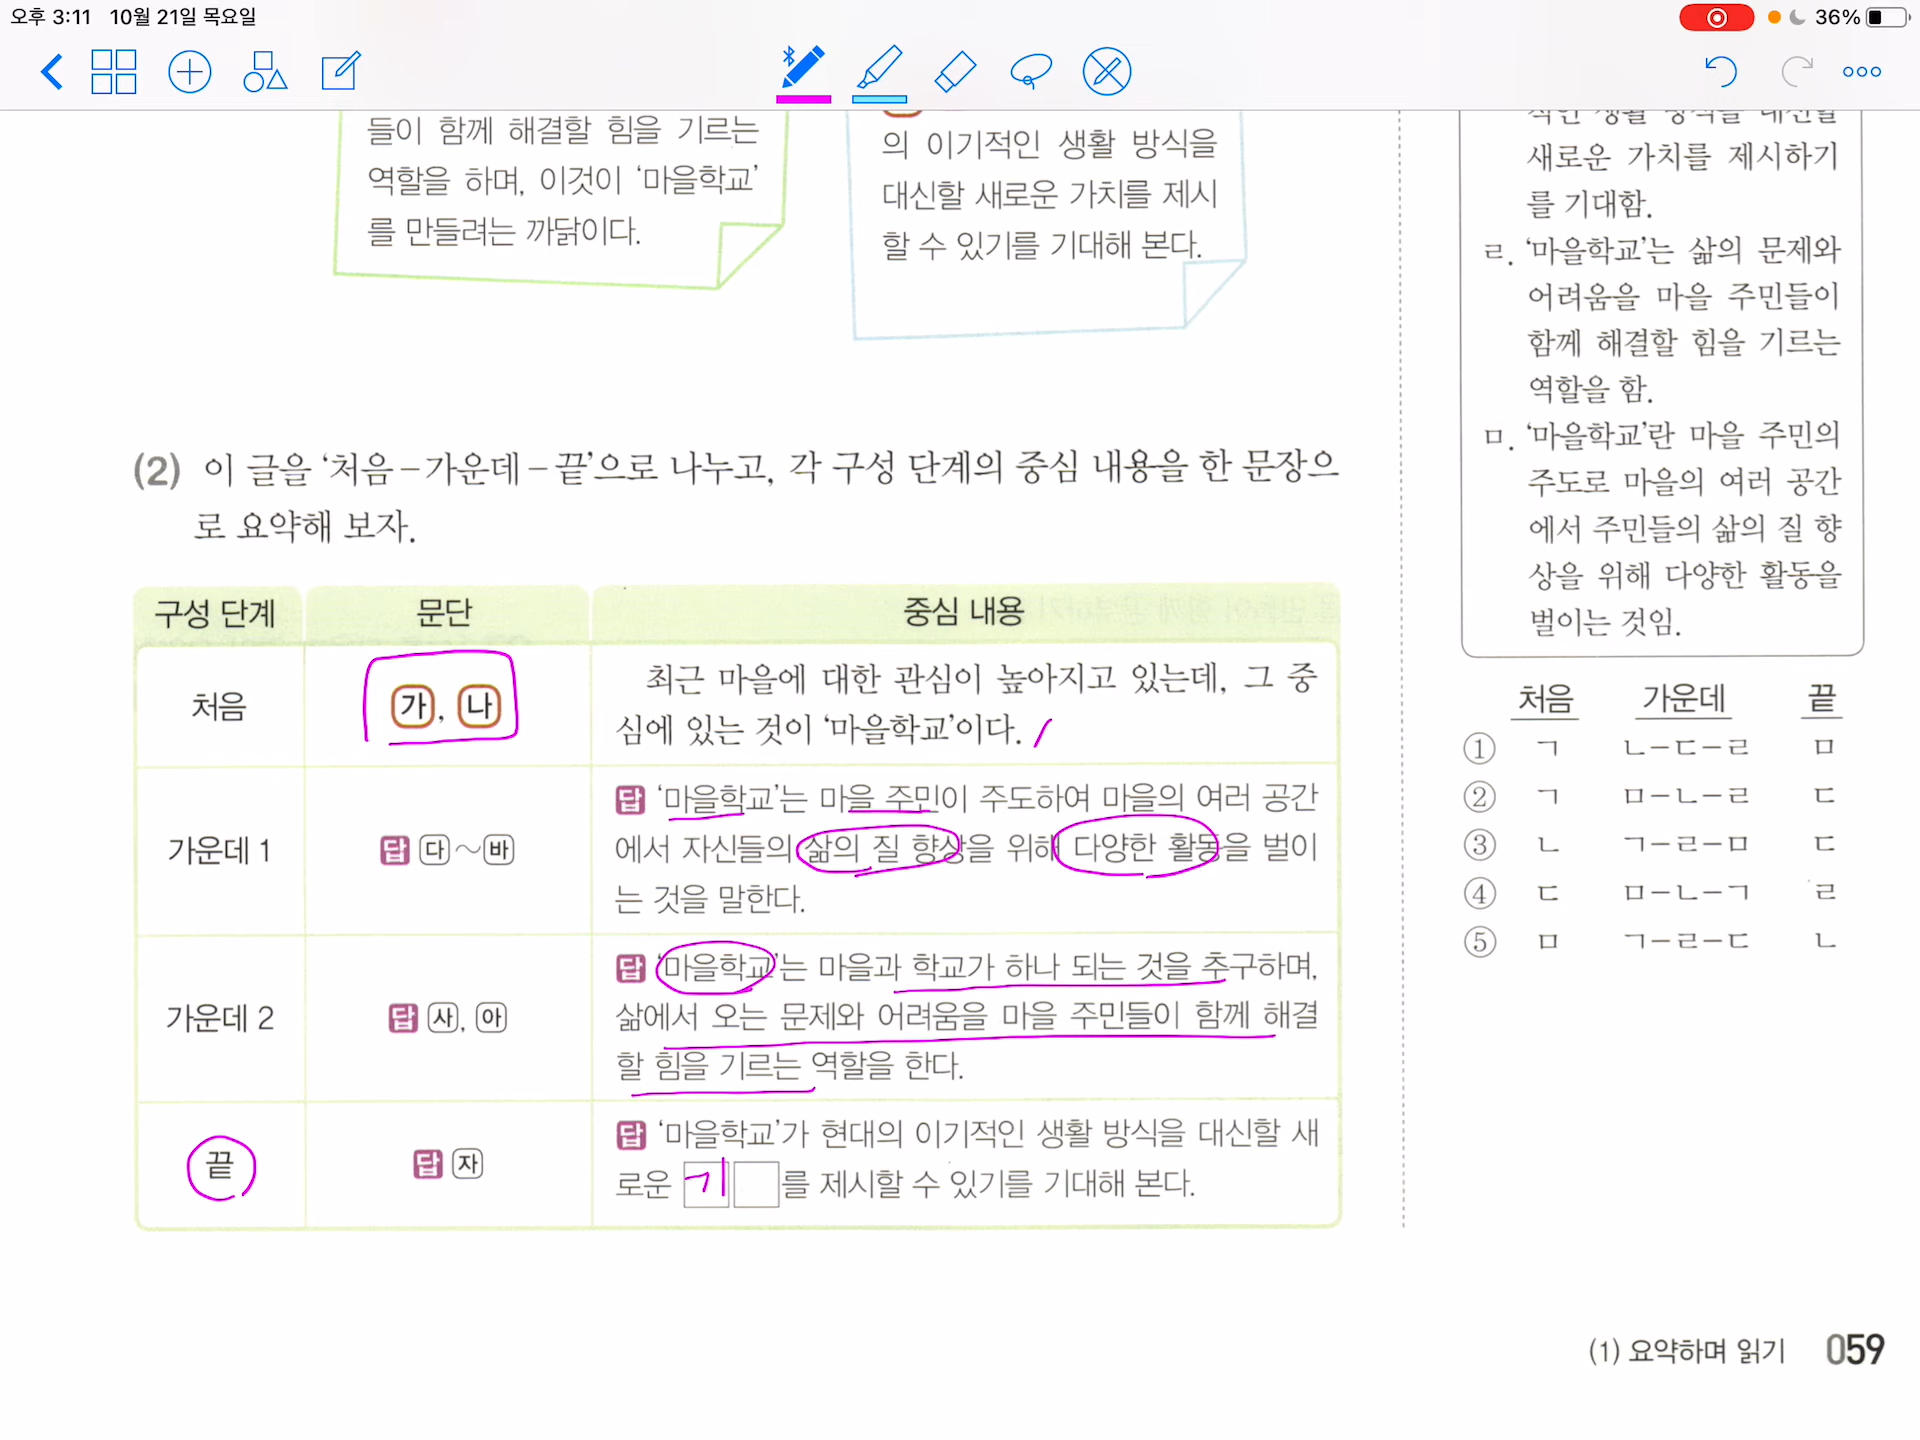 오후 3:11 10월 21일 목요일
36%
들이 함께 해결할 힘을 기르는
역할을 하며, 이것이 ‘마을학교’
를 만들려는 까닭이다.
의 이기적인 생활 방식을
대신할 새로운 가치를 제시
할 수 있기를 기대해 본다.
(2) 이 글을 ‘처음-가운데-끝’으로 나누고, 각 구성 단계의 중심 내용을 한 문장으
로 요약해 보자.
구성 단계 문단 중심 내용
처음 가, 나
최근 마을에 대한 관심이 높아지고 있는데, 그 중
심에 있는 것이 ‘마을학교’이다.
가운데 1 답 다~바
답 ‘마을학교’는 마을 주민이 주도하여 마을의 여러 공간
에서 자신들의 삶의 질 향상을 위해 다양한 활동을 벌이
는 것을 말한다.
가운데 2 답 사, 아
답 ‘마을학교’는 마을과 학교가 하나 되는 것을 추구하며,
삶에서 오는 문제와 어려움을 마을 주민들이 함께 해결
할 힘을 기르는 역할을 한다.
끝 답 자
답 ‘마을학교’가 현대의 이기적인 생활 방식을 대신할 새
로운 기 를 제시할 수 있기를 기대해 본다.
적인 생활 방식을 대신할
새로운 가치를 제시하기
를 기대함.
ㄹ. ‘마을학교’는 삶의 문제와
어려움을 마을 주민들이
함께 해결할 힘을 기르는
역할을 함.
ㅁ. ‘마을학교’란 마을 주민의
주도로 마을의 여러 공간
에서 주민들의 삶의 질 향
상을 위해 다양한 활동을
벌이는 것임.
처음 가운데 끝
① ㄱ ㄴ-ㄷ-ㄹ ㅁ
② ㄱ ㅁ-ㄴ-ㄹ ㄷ
③ ㄴ ㄱ-ㄹ-ㅁ ㄷ
④ ㄷ ㅁ-ㄴ-ㄱ ㄹ
⑤ ㅁ ㄱ-ㄹ-ㄷ ㄴ
(1) 요약하며 읽기 059